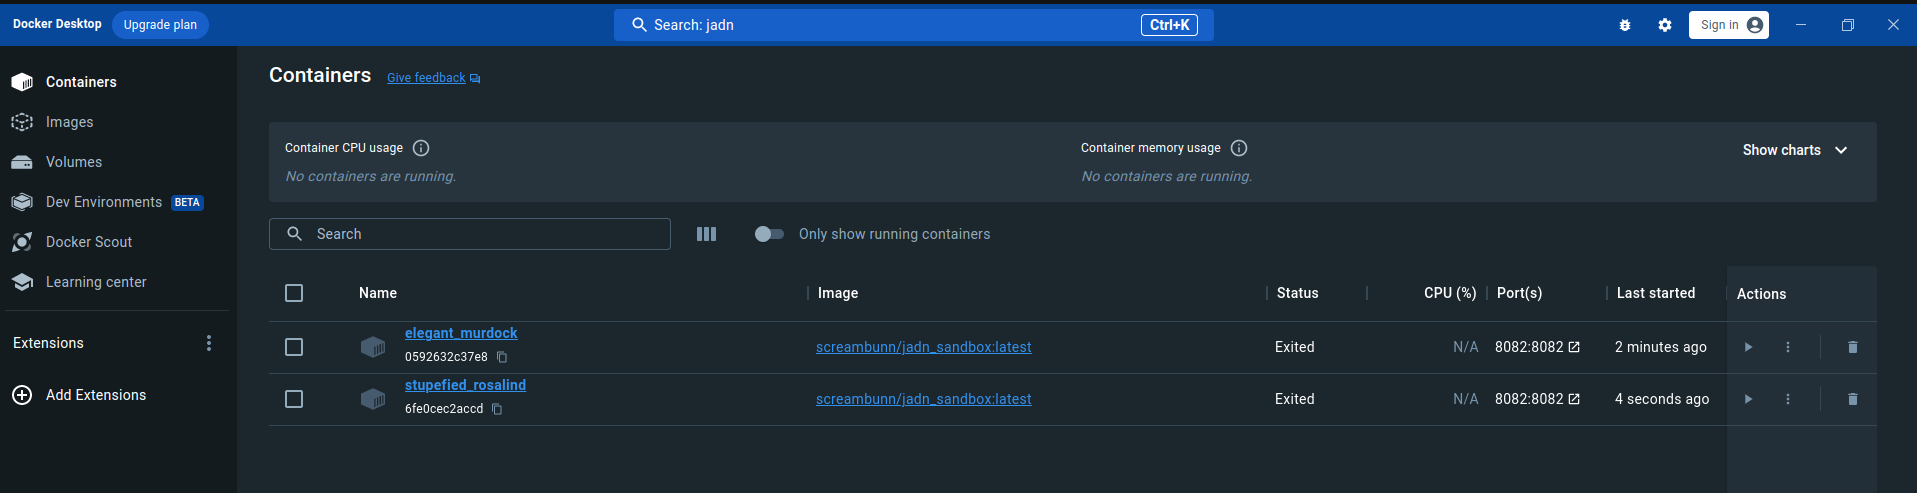 Docker Desktop Upgrade plan Search: jadn Ctrl+K Sign in
Containers
Images
Volumes
Dev Environments BETA
Docker Scout
Learning center
Extensions
Add Extensions
Containers Give feedback
Container CPU usage
No containers are running.
Container memory usage
No containers are running.
Show charts
Search Only show running containers
Name Image Status CPU (%) Port(s) Last started Actions
elegant_murdock
0592632c37e8
screambunn/jadn_sandbox:latest Exited N/A 8082:8082 2 minutes ago
stupefied_rosalind
6fe0cec2accd
screambunn/jadn_sandbox:latest Exited N/A 8082:8082 4 seconds ago